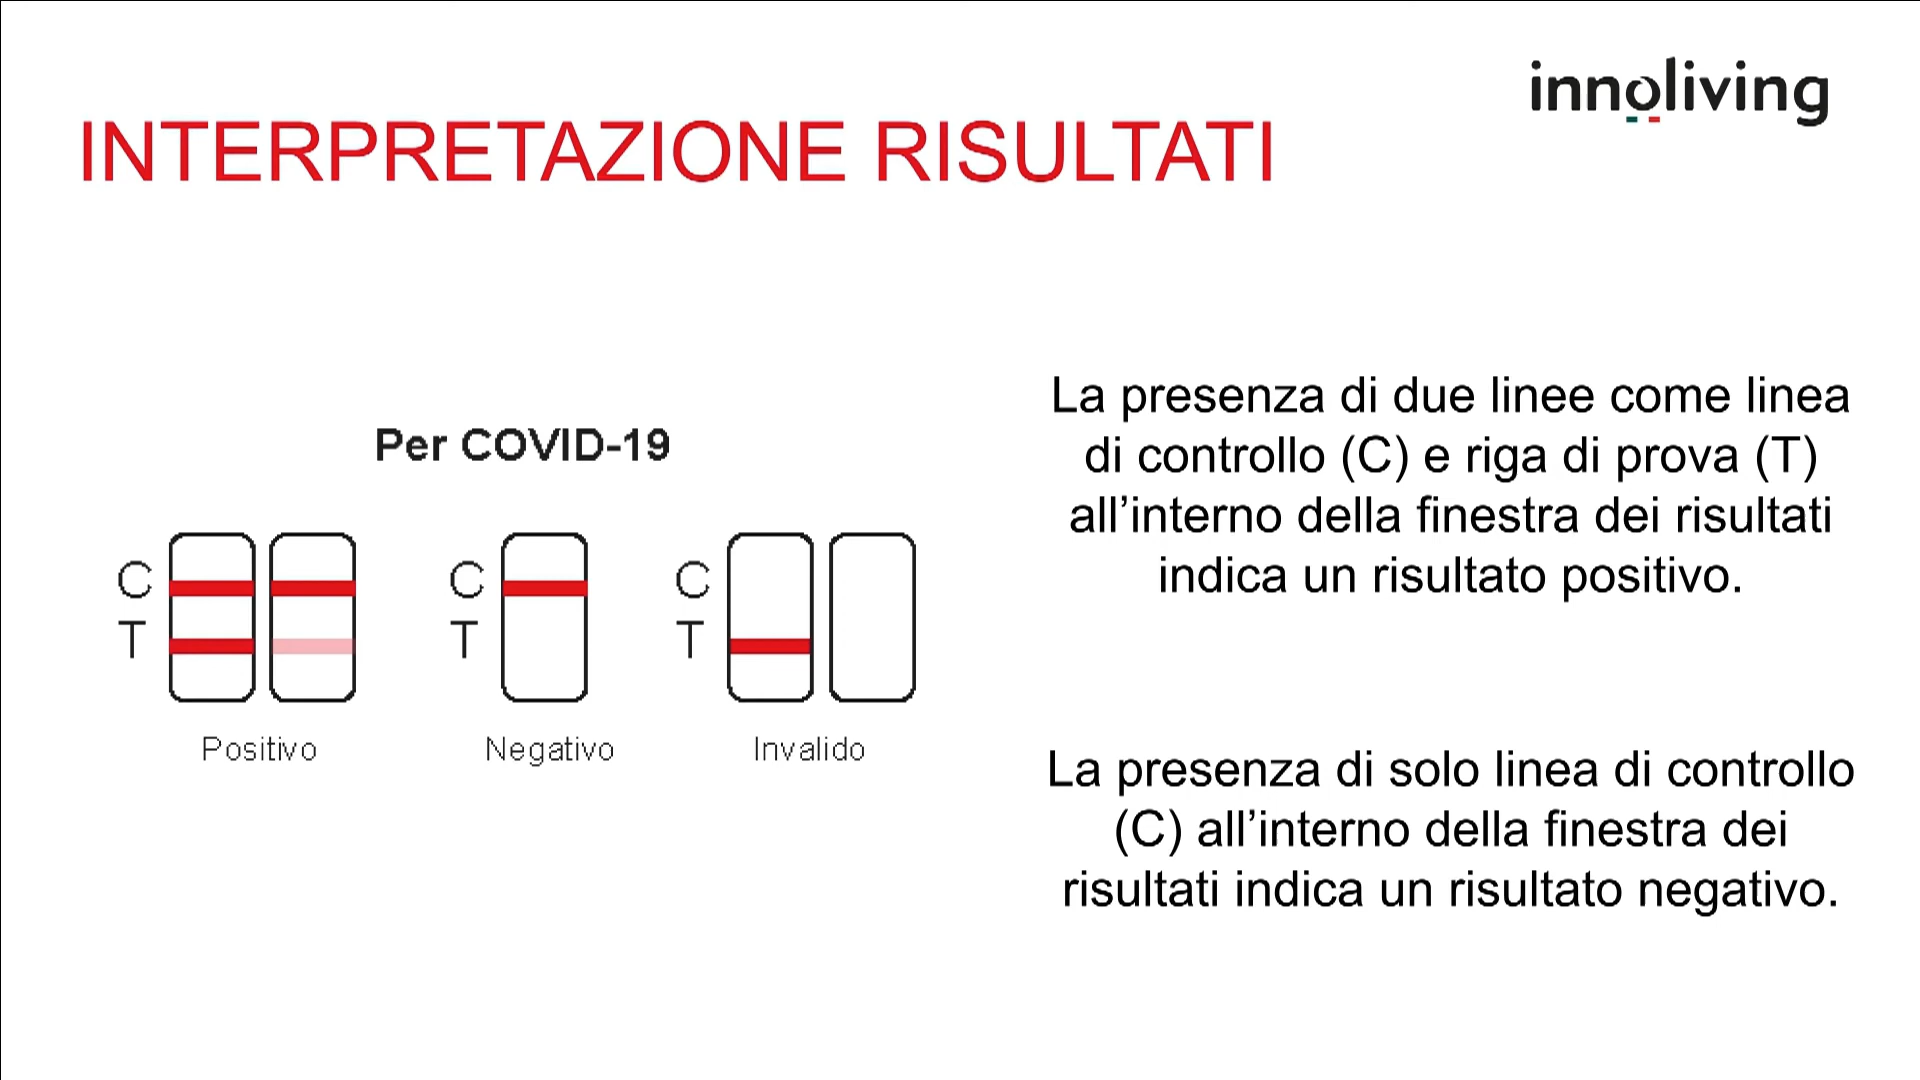 innoliving
INTERPRETAZIONE RISULTATI
Per COVID-19
C
T
Positivo
C
T
Negativo
C
T
Invalido
La presenza di due linee come linea
di controllo (C) e riga di prova (T)
all’interno della finestra dei risultati
indica un risultato positivo.
La presenza di solo linea di controllo
(C) all’interno della finestra dei
risultati indica un risultato negativo.